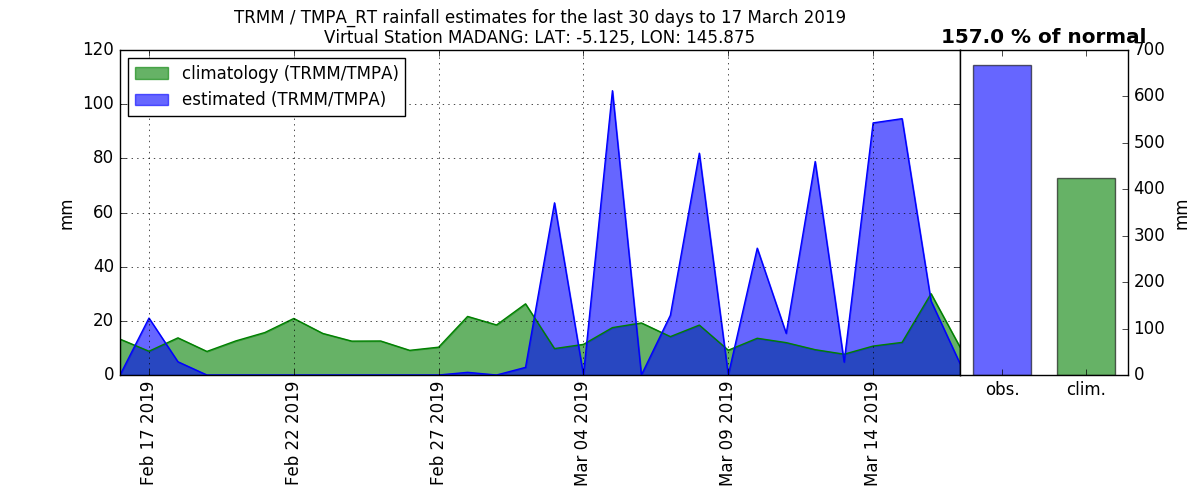 TRMM / TMPA_RT rainfall estimates for the last 30 days to 17 March 2019
Virtual Station MADANG: LAT: -5.125, LON: 145.875
157.0 % of normal
climatology (TRMM/TMPA)
estimated (TRMM/TMPA)
120
100
80
60
40
20
0
mm
Feb 17 2019
Feb 22 2019
Feb 27 2019
Mar 04 2019
Mar 09 2019
Mar 14 2019
700
600
500
400
300
200
100
0
mm
obs.
clim.